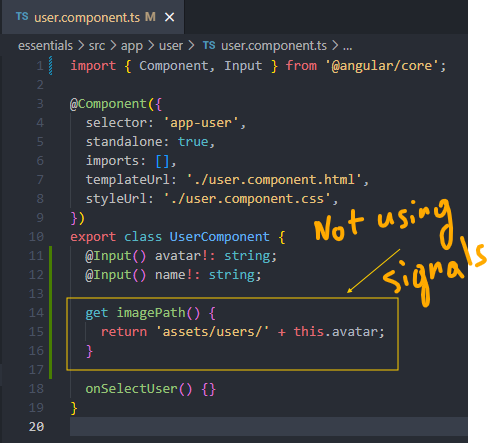 TS user.component.ts M ×
essentials > src > app > user > TS user.component.ts > ...
1 import { Component, Input } from '@angular/core';
2
3 @Component({
4 selector: 'app-user',
5 standalone: true,
6 imports: [],
7 templateUrl: './user.component.html',
8 styleUrl: './user.component.css',
9 })
10 export class UserComponent {
11 @Input() avatar!: string;
12 @Input() name!: string;
13
14 get imagePath() {
15 return 'assets/users/' + this.avatar;
16 }
17
18 onSelectUser() {}
19 }
20
Not using
signals